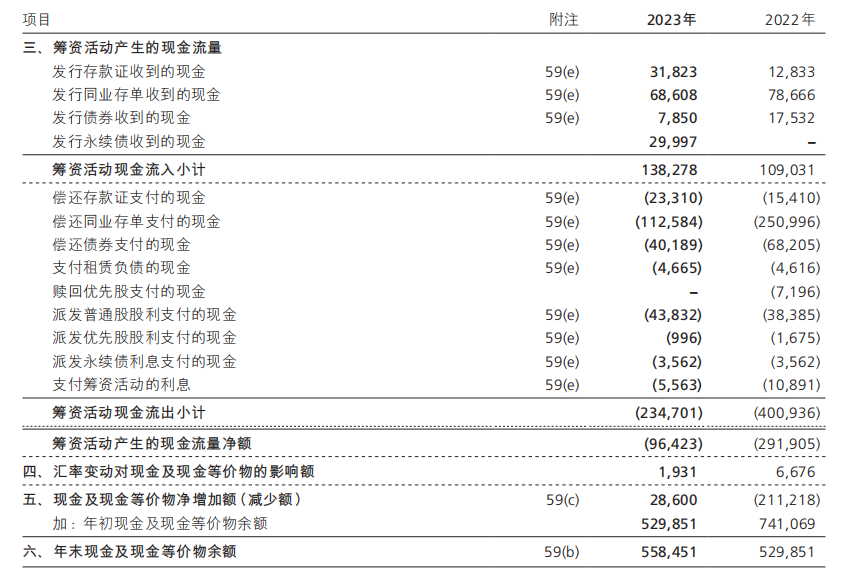 项目 附注 2023年 2022年
三、筹资活动产生的现金流量
发行存款证收到的现金 59(e) 31,823 12,833
发行同业存单收到的现金 59(e) 68,608 78,666
发行债券收到的现金 59(e) 7,850 17,532
发行永续债收到的现金 29,997 –
筹资活动现金流入小计 138,278 109,031
偿还存款证支付的现金 59(e) (23,310) (15,410)
偿还同业存单支付的现金 59(e) (112,584) (250,996)
偿还债券支付的现金 59(e) (40,189) (68,205)
支付租赁负债的现金 59(e) (4,665) (4,616)
赎回优先股支付的现金 – (7,196)
派发普通股股利支付的现金 59(e) (43,832) (38,385)
派发优先股股利支付的现金 59(e) (996) (1,675)
派发永续债利息支付的现金 59(e) (3,562) (3,562)
支付筹资活动的利息 59(e) (5,563) (10,891)
筹资活动现金流出小计 (234,701) (400,936)
筹资活动产生的现金流量净额 (96,423) (291,905)
四、汇率变动对现金及现金等价物的影响额 1,931 6,676
五、现金及现金等价物净增加额(减少额) 59(c) 28,600 (211,218)
加：年初现金及现金等价物余额 529,851 741,069
六、年末现金及现金等价物余额 59(b) 558,451 529,851